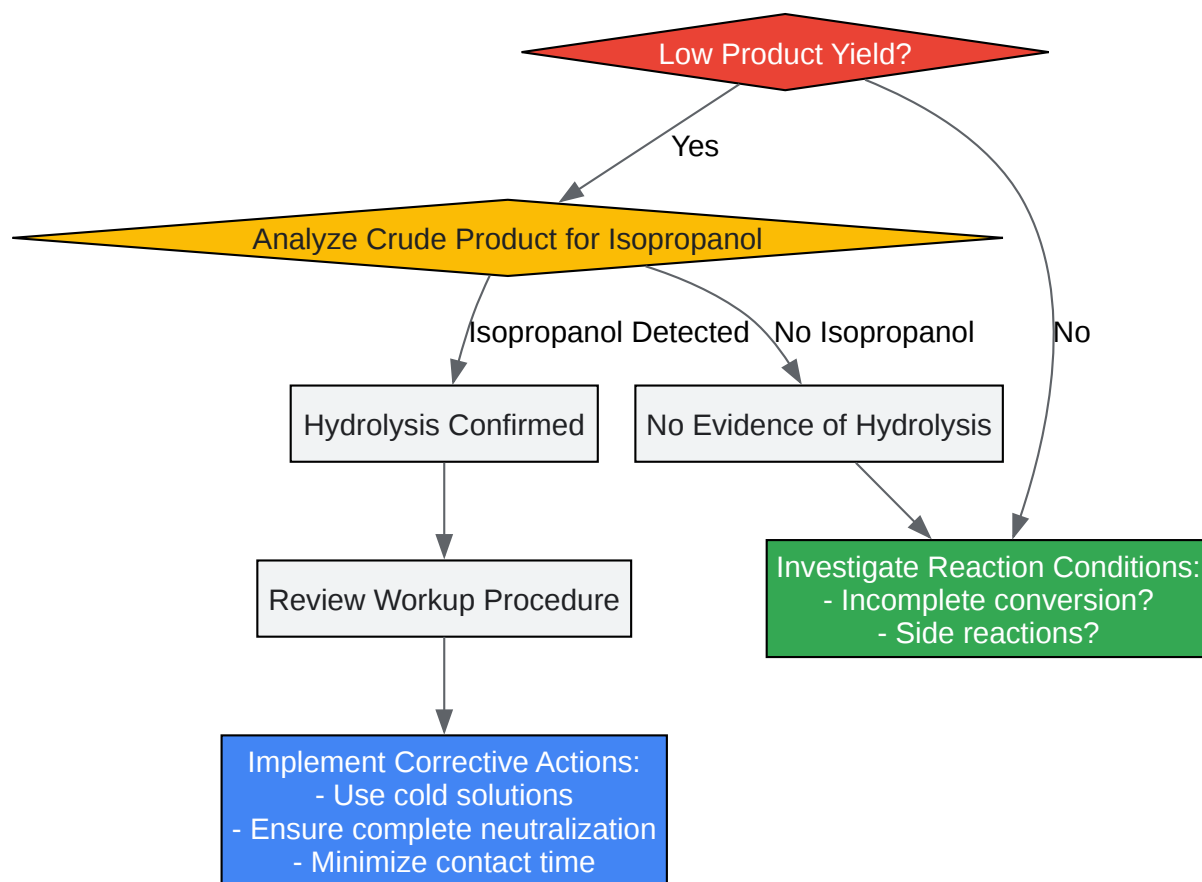 Low Product Yield?
Yes
Analyze Crude Product for Isopropanol
Isopropanol Detected
No Isopropanol
No
Hydrolysis Confirmed
No Evidence of Hydrolysis
Investigate Reaction Conditions:
- Incomplete conversion?
- Side reactions?
Review Workup Procedure
Implement Corrective Actions:
- Use cold solutions
- Ensure complete neutralization
- Minimize contact time